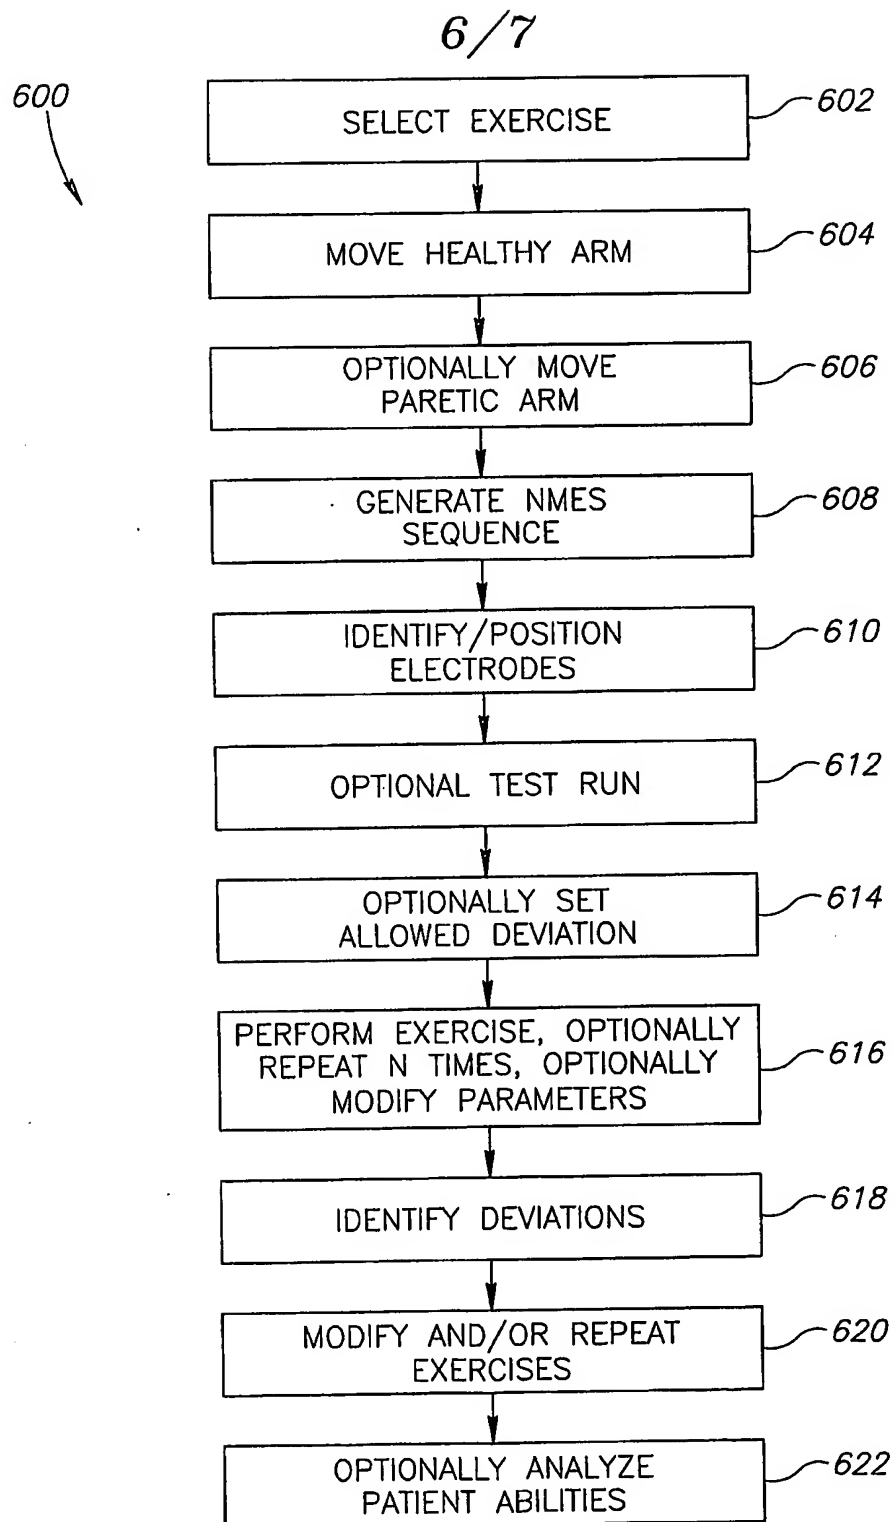 6/7
600
SELECT EXERCISE
602
MOVE HEALTHY ARM
604
OPTIONALLY MOVE
PARETIC ARM
606
GENERATE NMES
SEQUENCE
608
IDENTIFY/POSITION
ELECTRODES
610
OPTIONAL TEST RUN
612
OPTIONALLY SET
ALLOWED DEVIATION
614
PERFORM EXERCISE, OPTIONALLY
REPEAT N TIMES, OPTIONALLY
MODIFY PARAMETERS
616
IDENTIFY DEVIATIONS
618
MODIFY AND/OR REPEAT
EXERCISES
620
OPTIONALLY ANALYZE
PATIENT ABILITIES
622